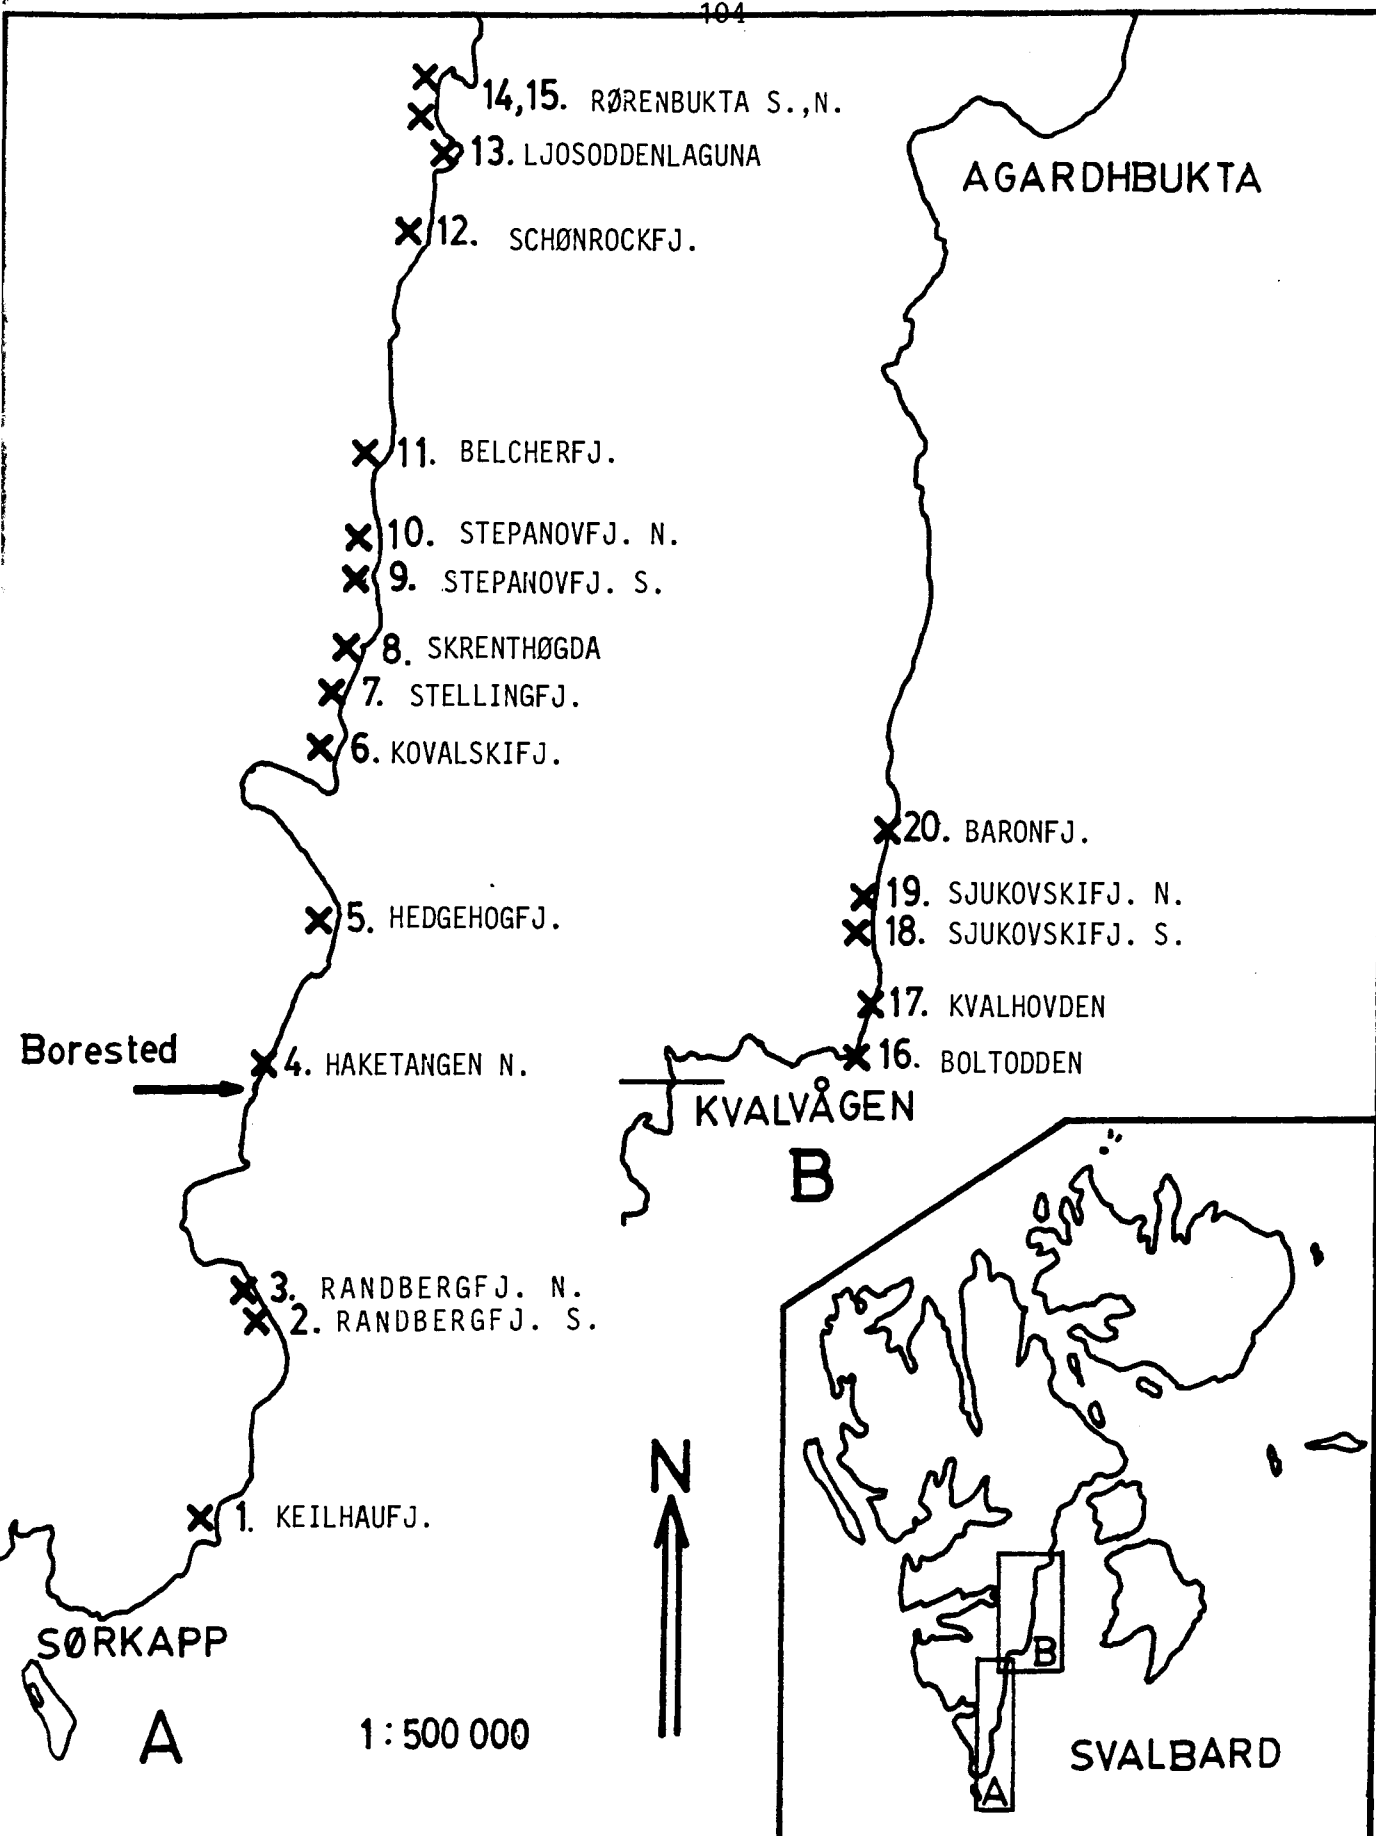 104
14,15. RØRENBUKTA S.,N.
13. LJOSODDENLAGUNA
12. SCHØNROCKFJ.
11. BELCHERFJ.
10. STEPANOVFJ. N.
9. STEPANOVFJ. S.
8. SKRENTHØGDA
7. STELLINGFJ.
6. KOVALSKIFJ.
5. HEDGEHOGFJ.
Borested
4. HAKETANGEN N.
3. RANDBERGFJ. N.
2. RANDBERGFJ. S.
1. KEILHAUFJ.
SØRKAPP
A
1:500 000
N
AGARDHBUKTA
20. BARONFJ.
19. SJUKOVSKIFJ. N.
18. SJUKOVSKIFJ. S.
17. KVALHOVDEN
16. BOLTODDEN
KVALVÅGEN
B
B
A
SVALBARD